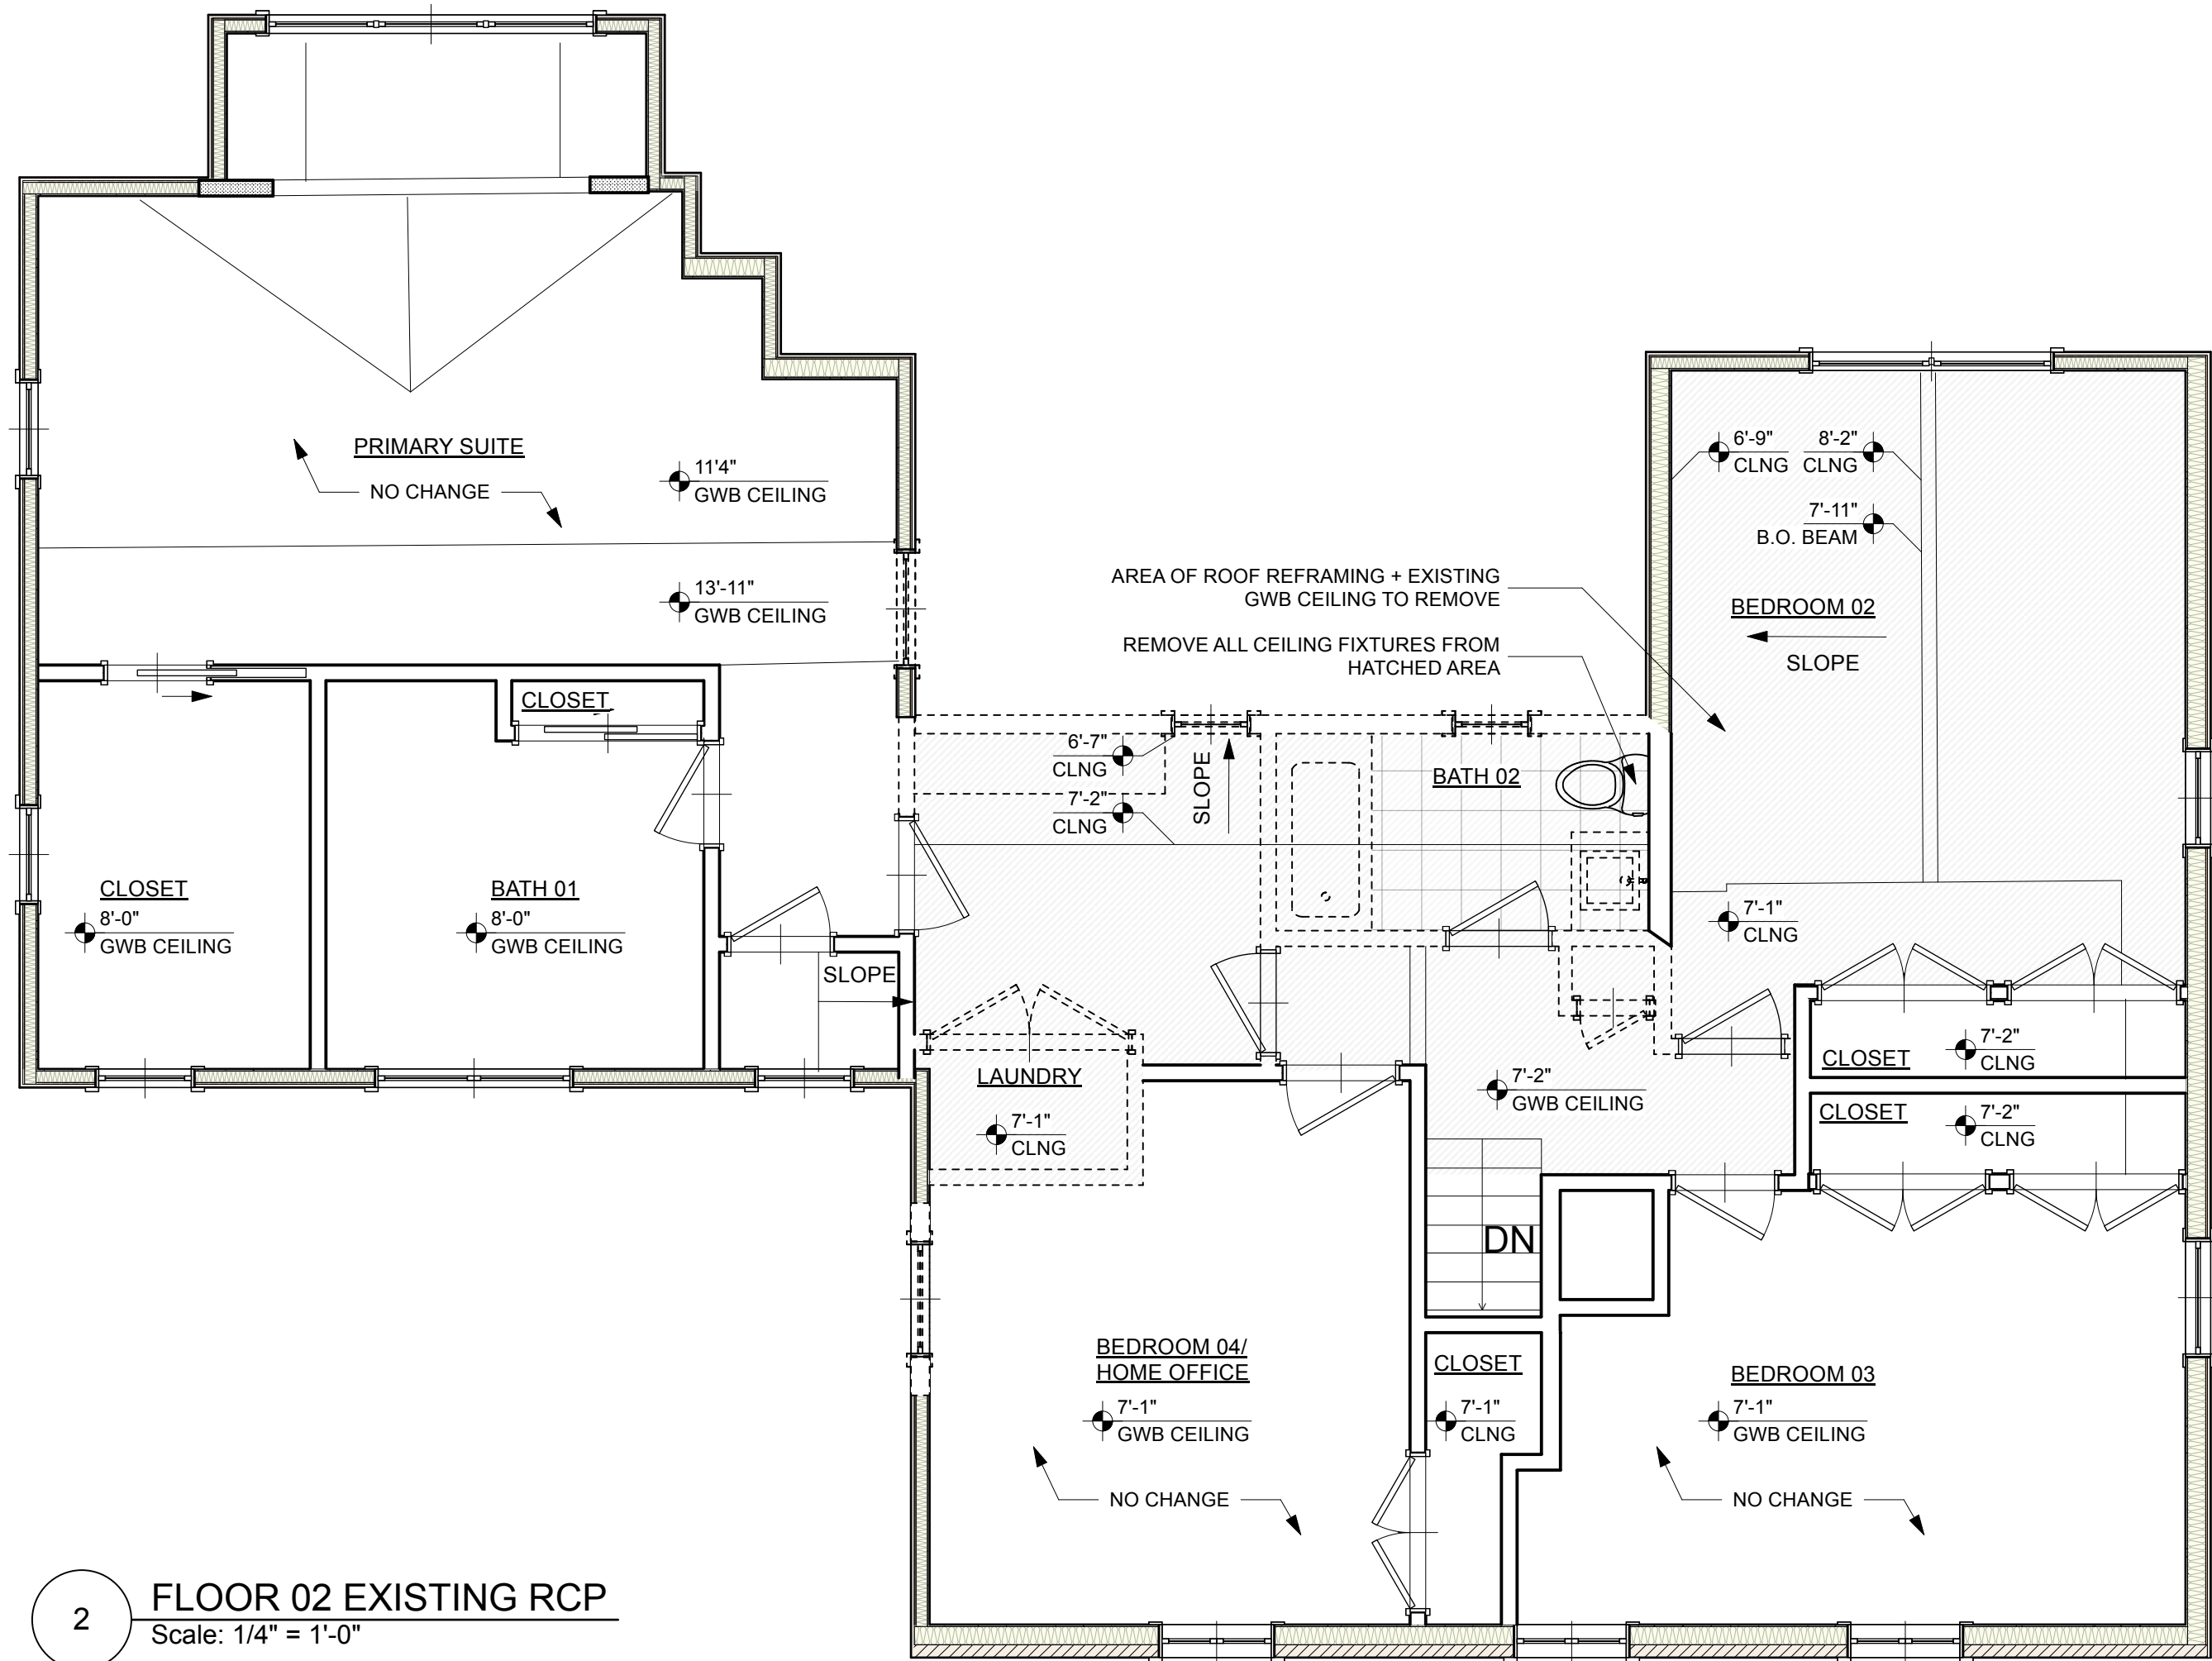 PRIMARY SUITE
NO CHANGE
11'4"
GWB CEILING
13'-11"
GWB CEILING
6'-9"
CLNG
8'-2"
CLNG
7'-11"
B.O. BEAM
AREA OF ROOF REFRAMING + EXISTING
GWB CEILING TO REMOVE
BEDROOM 02
SLOPE
REMOVE ALL CEILING FIXTURES FROM
HATCHED AREA
CLOSET
6'-7"
CLNG
SLOPE
7'-2"
CLNG
BATH 02
CLOSET
8'-0"
GWB CEILING
BATH 01
8'-0"
GWB CEILING
SLOPE
7'-1"
CLNG
LAUNDRY
7'-1"
CLNG
7'-2"
GWB CEILING
CLOSET
7'-2"
CLNG
CLOSET
7'-2"
CLNG
DN
BEDROOM 04/
HOME OFFICE
7'-1"
GWB CEILING
NO CHANGE
CLOSET
7'-1"
CLNG
BEDROOM 03
7'-1"
GWB CEILING
NO CHANGE
2
FLOOR 02 EXISTING RCP
Scale: 1/4" = 1'-0"